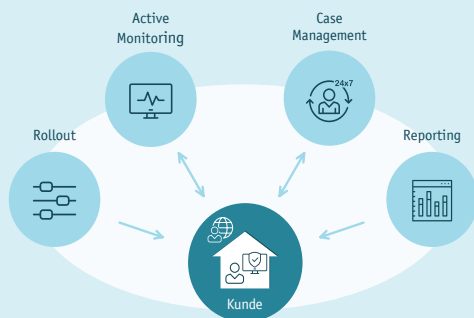 Active
Monitoring
Case
Management
24x7
Rollout
Reporting
Kunde